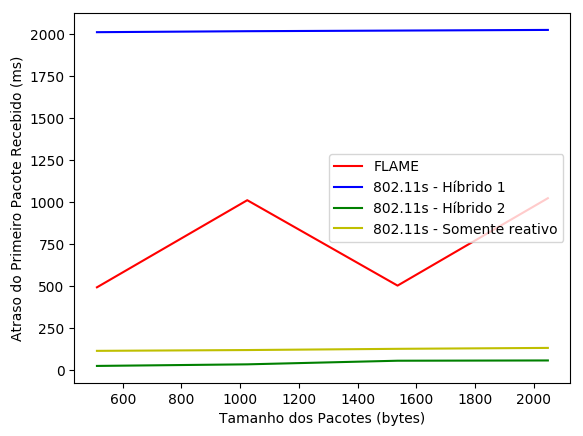 Atraso do Primeiro Pacote Recebido (ms)
2000
1750
1500
1250
1000
750
500
250
0
FLAME
802.11s - Híbrido 1
802.11s - Híbrido 2
802.11s - Somente reativo
600 800 1000 1200 1400 1600 1800 2000
Tamanho dos Pacotes (bytes)